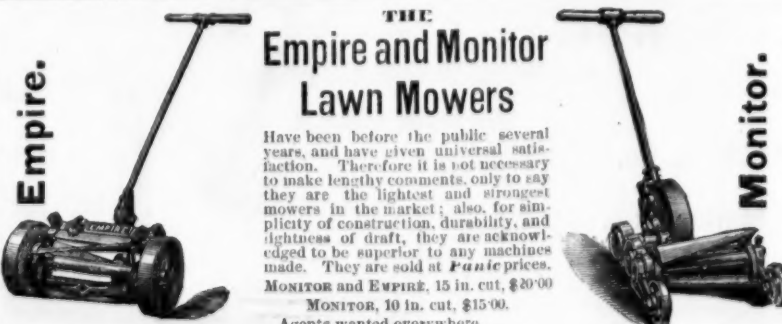 Empire.
THE
Empire and Monitor
Lawn Mowers
Have been before the public several
years, and have given universal satis-
faction. Therefore it is not necessary
to make lengthy comments, only to say
they are the lightest and strongest
mowers in the market; also, for sim-
plicity of construction, durability, and
lightness of draft, they are acknowl-
edged to be superior to any machines
made. They are sold at Panic prices.
MONITOR and EMPIRE, 15 in. cut, $20·00
MONITOR, 10 in. cut, $15·00.
Agents wanted everywhere
EMPIRE
Monitor.